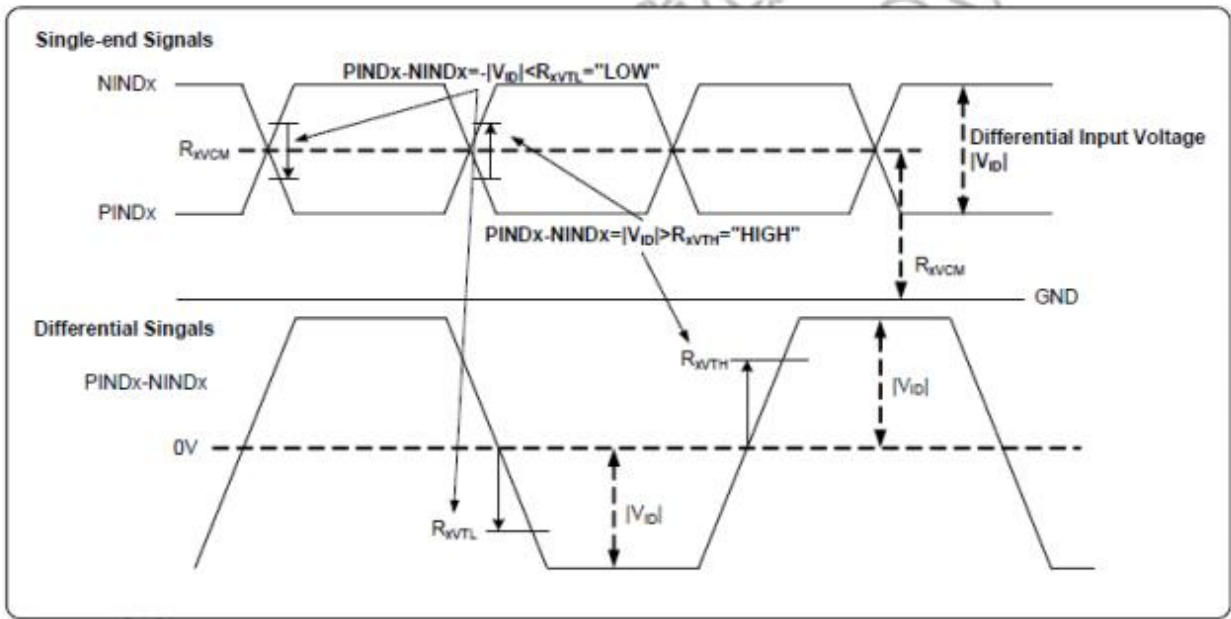 Single-end Signals
NINDx
PINDx-NINDx=-|VID|<RxVTL="LOW"
RxVCM
Differential Input Voltage
|VID|
PINDx
PINDx-NINDx=|VID|>RxVTH="HIGH"
RxVCM
GND
Differential Singals
RxVTH
PINDx-NINDx
|VID|
0V
|VID|
RxVTL